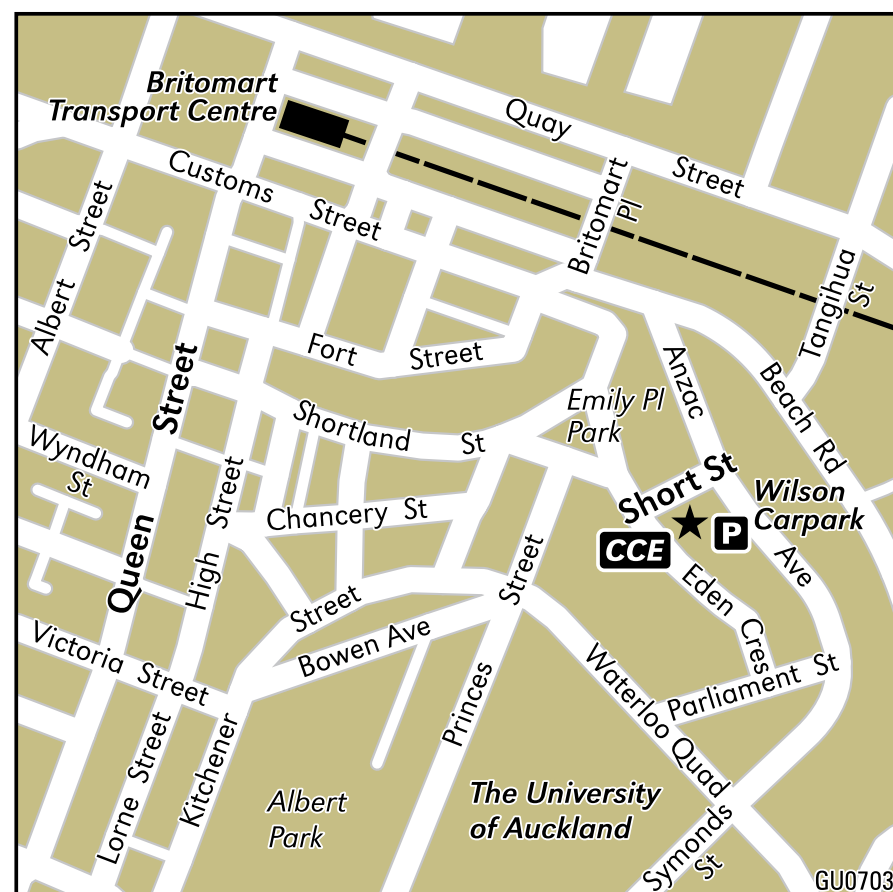 Britomart
Transport Centre
Quay Street
Customs Street
Britomart
Pl
Albert Street
Tangihua
St
Fort Street
Queen Street
Anzac Ave
Beach Rd
Emily Pl
Park
Shortland St
Wyndham
St
High Street
Short St
Wilson
Carpark
P
Chancery St
CCE
Eden Cres
Street
Bowen Ave
Princes Street
Victoria Street
Waterloo Quad
Parliament St
Lorne Street
Kitchener
Albert
Park
The University
of Auckland
Symonds
St
GU0703